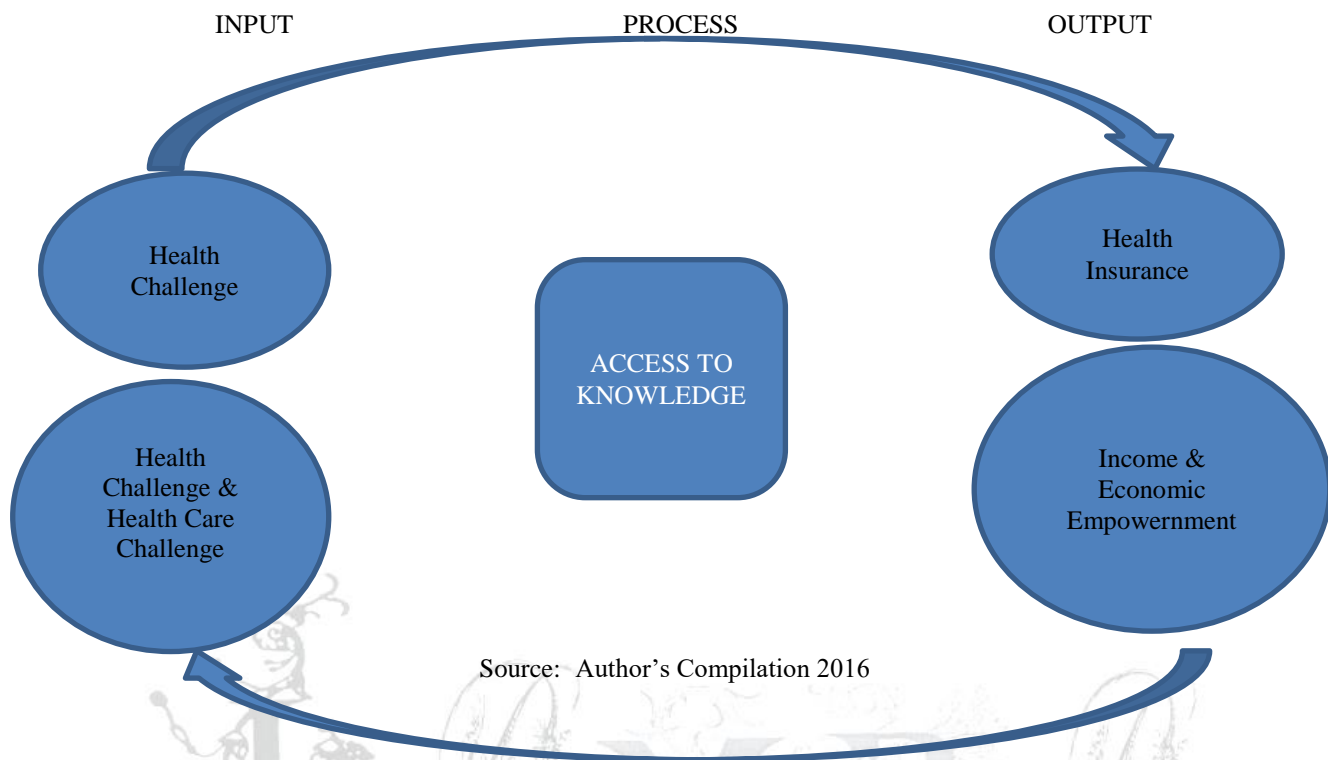 INPUT PROCESS OUTPUT
Health
Challenge
Health
Insurance
ACCESS TO
KNOWLEDGE
Health
Challenge &
Health Care
Challenge
Income &
Economic
Empowernment
Source: Author’s Compilation 2016